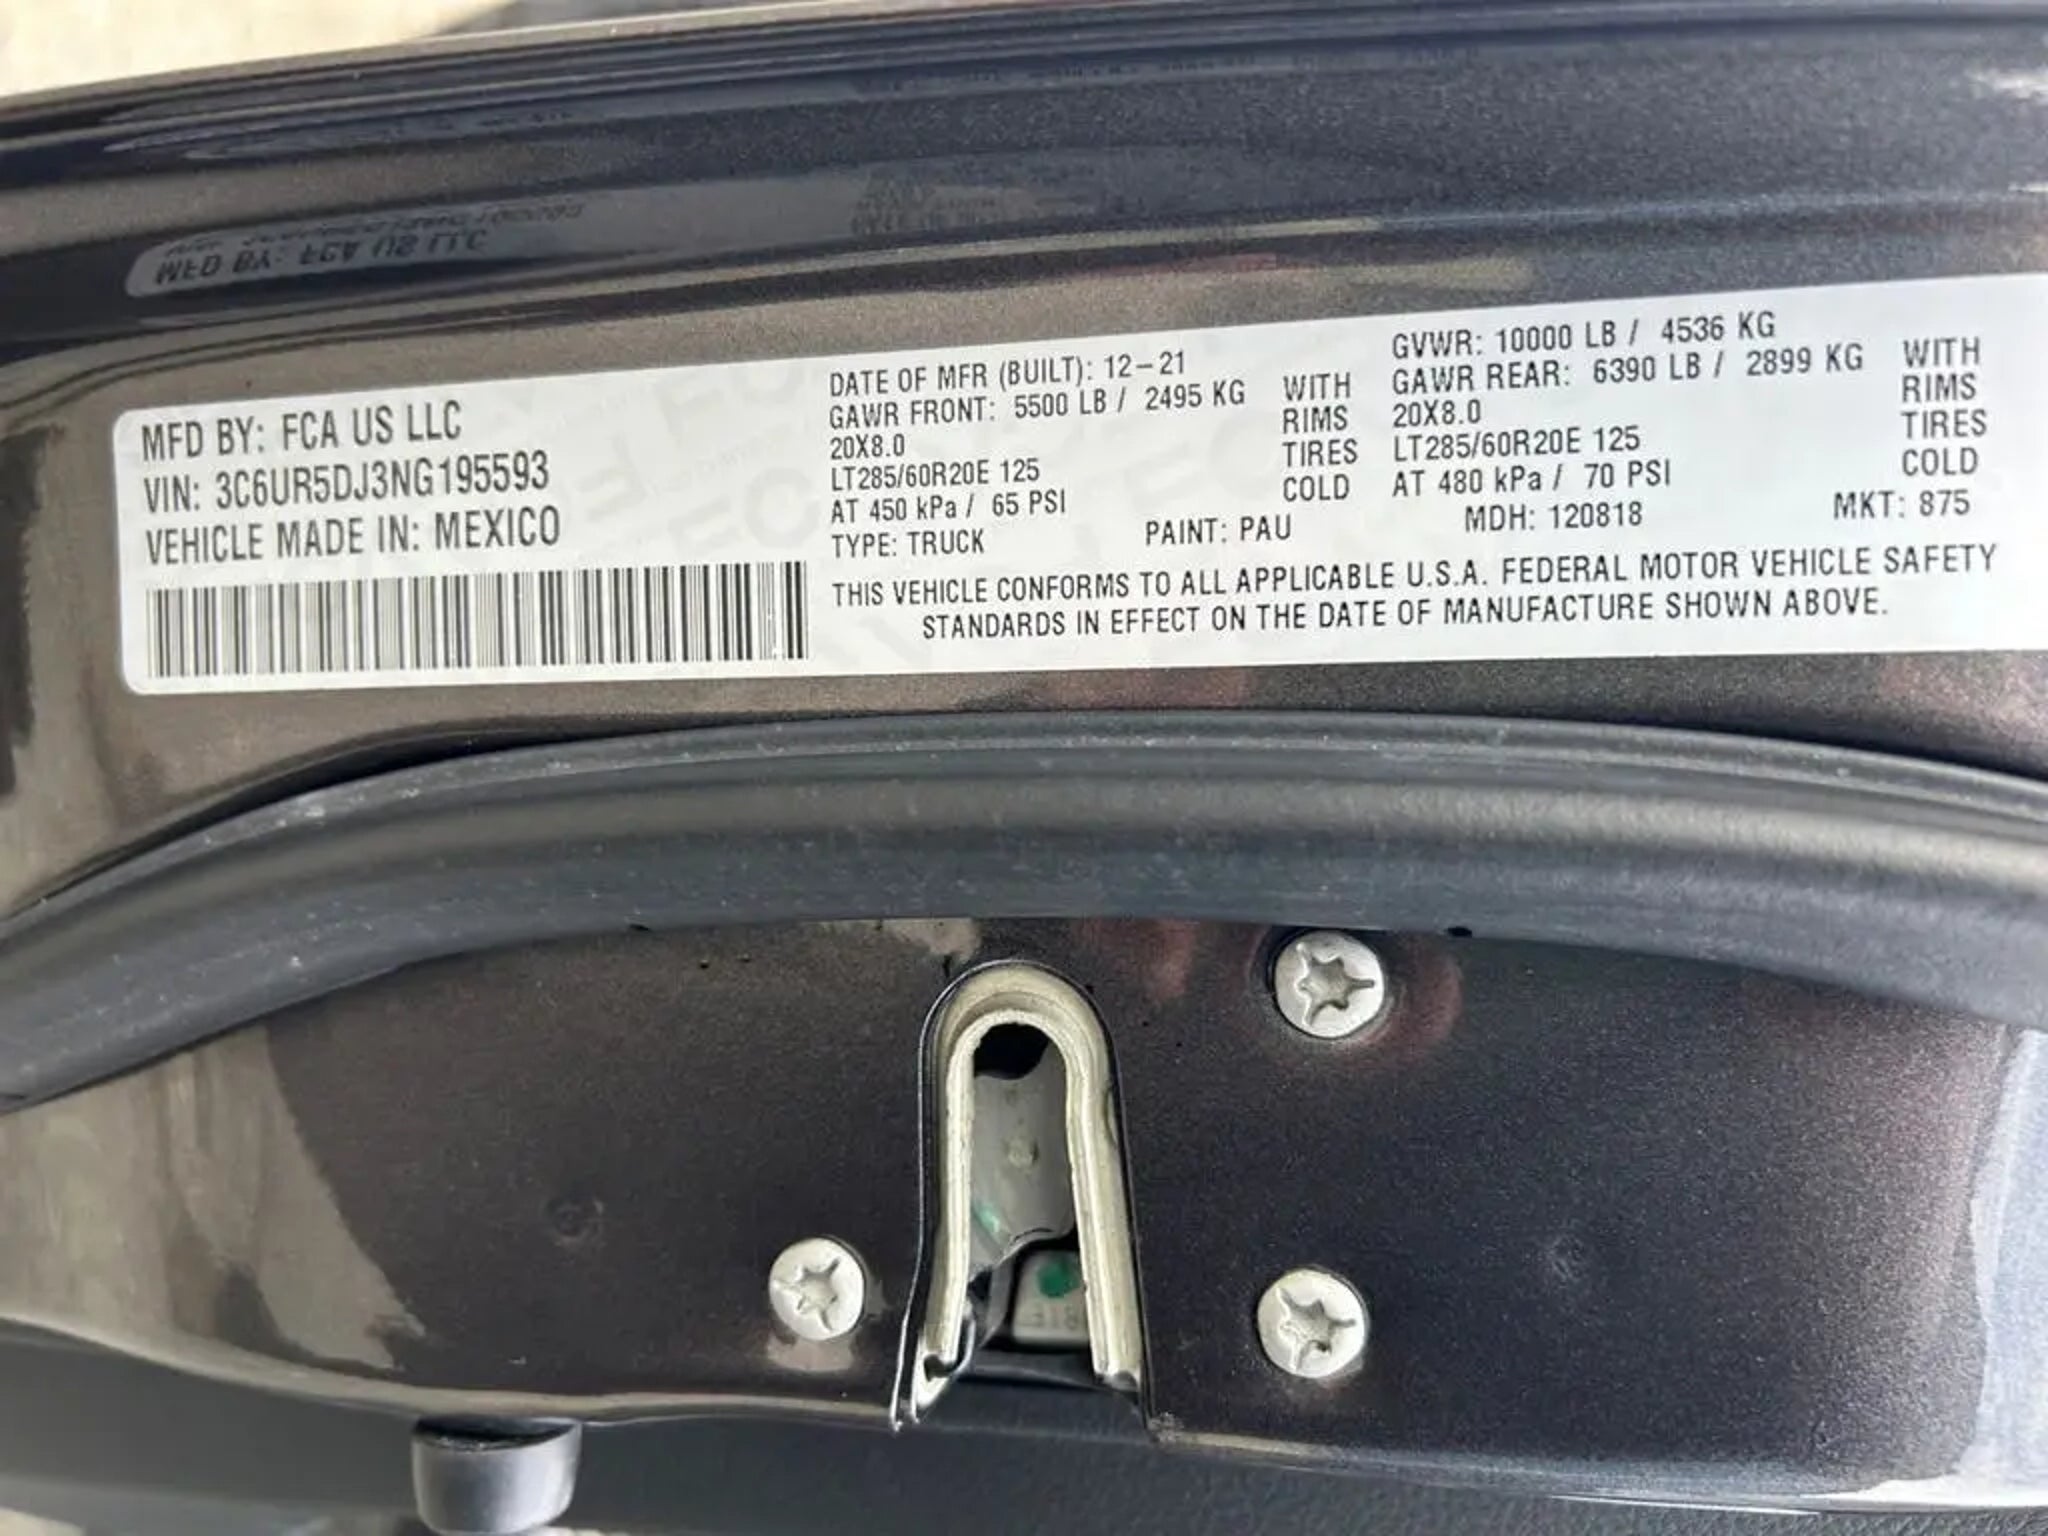 MFD BY: FCA US LLC
VIN: 3C6UR5DJ3NG195593
VEHICLE MADE IN: MEXICO
DATE OF MFR (BUILT): 12-21
GAWR FRONT: 5500 LB / 2495 KG WITH
20X8.0 RIMS
LT285/60R20E 125 TIRES
AT 450 kPa / 65 PSI COLD
GVWR: 10000 LB / 4536 KG
GAWR REAR: 6390 LB / 2899 KG WITH
20X8.0 RIMS
LT285/60R20E 125 TIRES
AT 480 kPa / 70 PSI COLD
TYPE: TRUCK PAINT: PAU MDH: 120818 MKT: 875
THIS VEHICLE CONFORMS TO ALL APPLICABLE U.S.A. FEDERAL MOTOR VEHICLE SAFETY
STANDARDS IN EFFECT ON THE DATE OF MANUFACTURE SHOWN ABOVE.